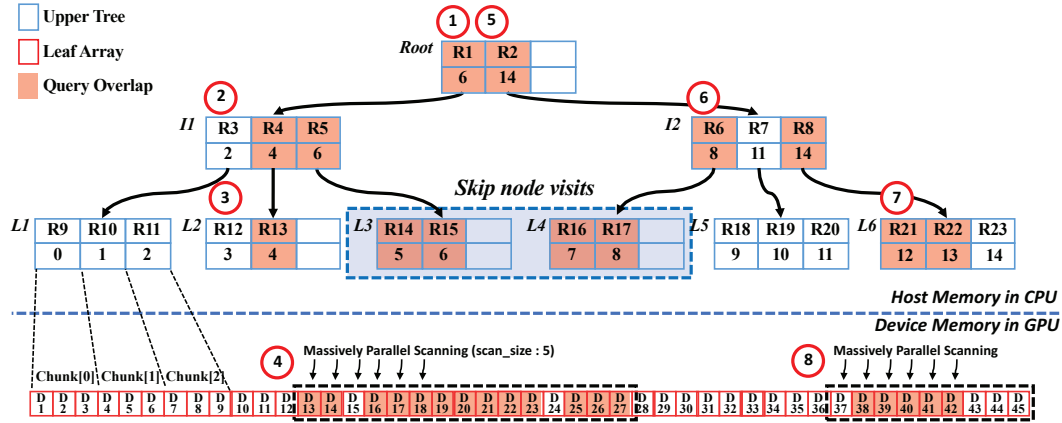 Upper Tree
Leaf Array
Query Overlap
1 5
Root
R1 R2
6 14
2
6
I1
R3 R4 R5
2 4 6
I2
R6 R7 R8
8 11 14
Skip node visits
3
7
L1
R9 R10 R11
0 1 2
L2
R12 R13
3 4
L3
R14 R15
5 6
L4
R16 R17
7 8
L5
R18 R19 R20
9 10 11
L6
R21 R22 R23
12 13 14
Host Memory in CPU
Device Memory in GPU
4
Massively Parallel Scanning (scan_size : 5)
8
Massively Parallel Scanning
Chunk[0] Chunk[1] Chunk[2]
D D D D D D D D D D D D D D D D D D D D D D D D D D D D D D D D D D D D D D D D D D D D D
1 2 3 4 5 6 7 8 9 10 11 12 13 14 15 16 17 18 19 20 21 22 23 24 25 26 27 28 29 30 31 32 33 34 35 36 37 38 39 40 41 42 43 44 45